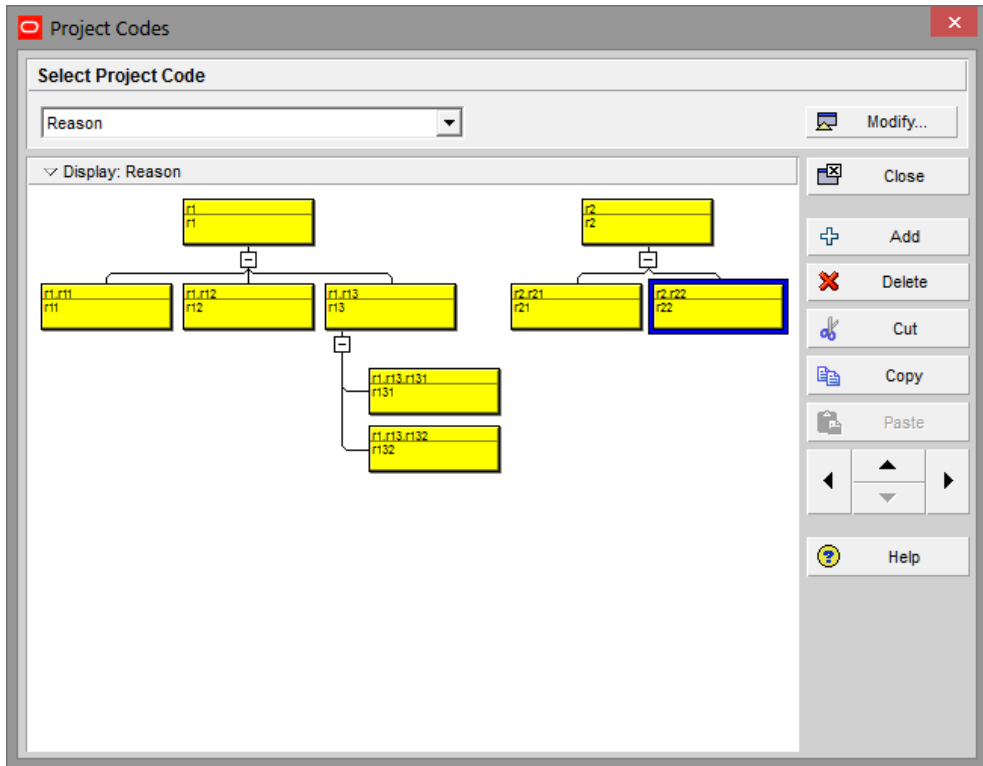 Project Codes
Select Project Code
Reason
Modify...
Display: Reason
Close
Add
Delete
Cut
Copy
Paste
Help
r1
r1
r2
r2
r1.r11
r11
r1.r12
r12
r1.r13
r13
r2.r21
r21
r2.r22
r22
r1.r13.r131
r131
r1.r13.r132
r132